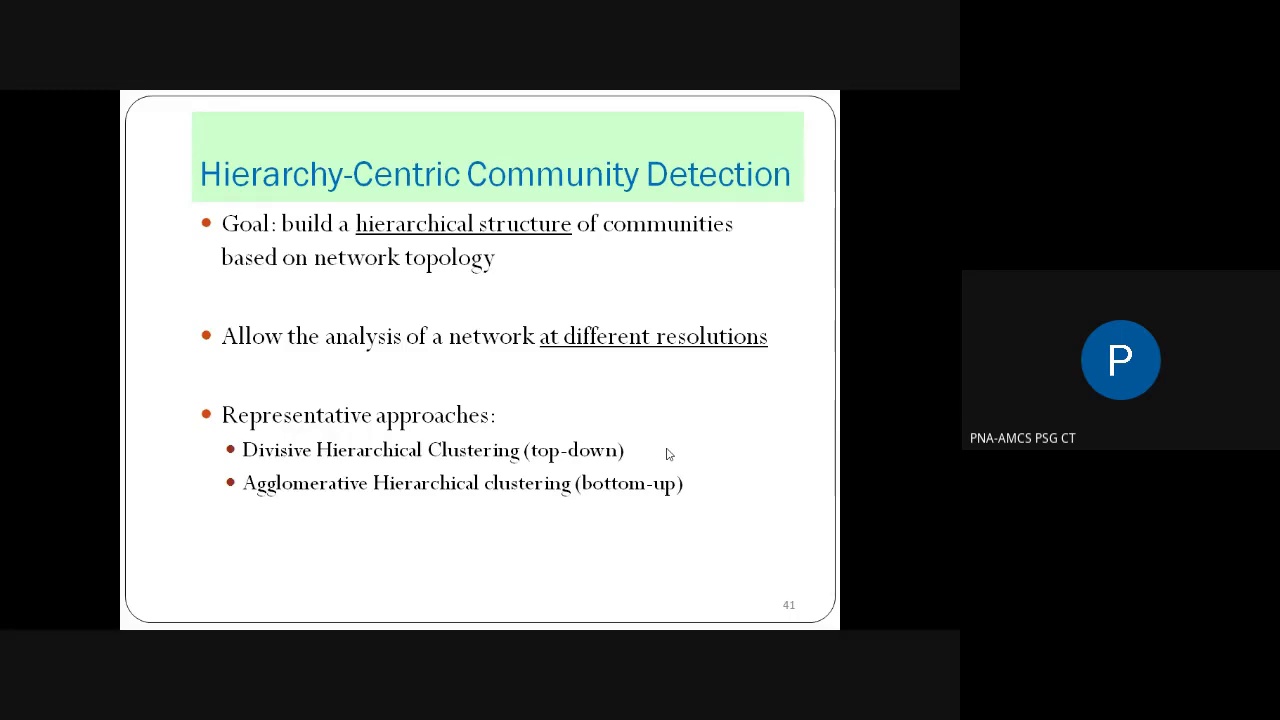 Hierarchy-Centric Community Detection
• Goal: build a hierarchical structure of communities
based on network topology
• Allow the analysis of a network at different resolutions
• Representative approaches:
• Divisive Hierarchical Clustering (top-down)
• Agglomerative Hierarchical clustering (bottom-up)
41
P
PNA-AMCS PSG CT